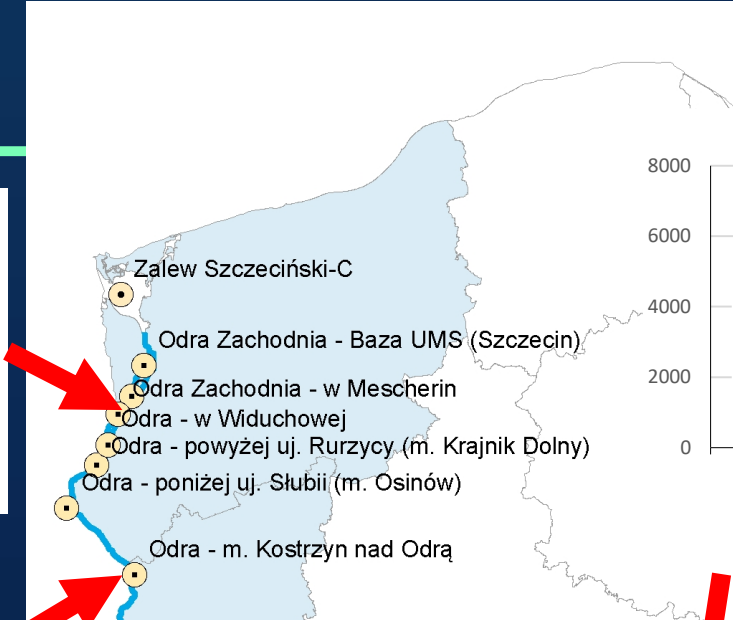 8000
6000
Zalew Szczeciński-C
4000
Odra Zachodnia - Baza UMS (Szczecin)
2000
Odra Zachodnia - w Mescherin
Odra - w Widuchowej
Odra - powyżej uj. Rurzycy (m. Krajnik Dolny)
0
Odra - poniżej uj. Słubii (m. Osinów)
Odra - m. Kostrzyn nad Odrą